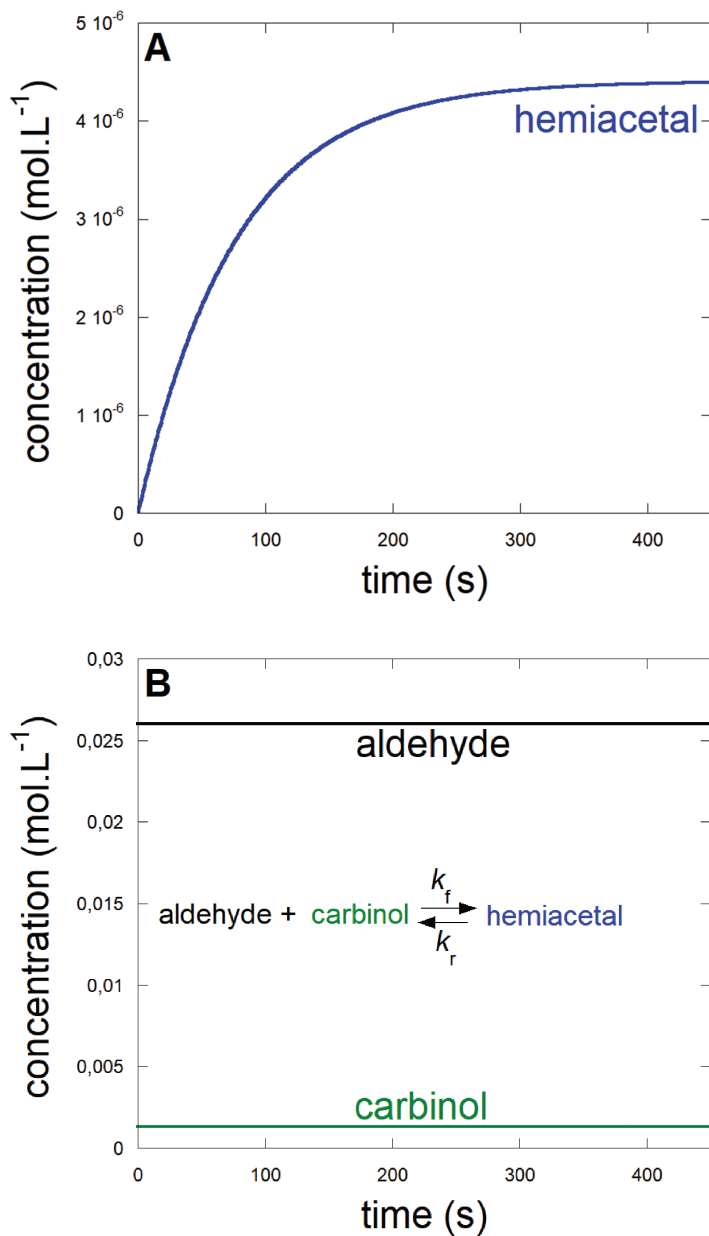 A
5 10⁻⁶
4 10⁻⁶
3 10⁻⁶
2 10⁻⁶
1 10⁻⁶
0
concentration (mol.L⁻¹)
hemiacetal
0 100 200 300 400
time (s)
B
0,03
0,025
0,02
0,015
0,01
0,005
0
concentration (mol.L⁻¹)
aldehyde
k_f
aldehyde + carbinol hemiacetal
k_r
carbinol
0 100 200 300 400
time (s)